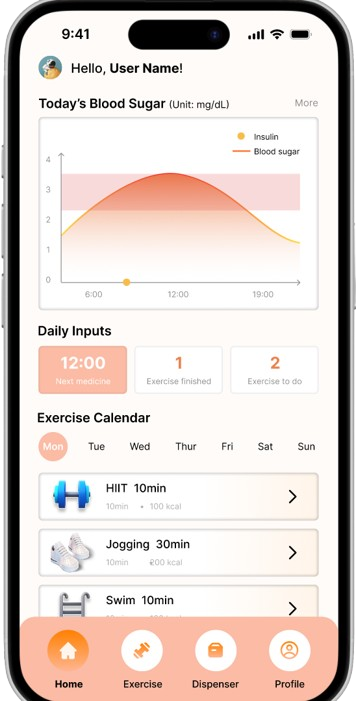 9:41
Hello, User Name!
Today's Blood Sugar (Unit: mg/dL) More
Insulin
Blood sugar
4
3
2
1
0
6:00 12:00 19:00
Daily Inputs
12:00 1 2
Next medicine Exercise finished Exercise to do
Exercise Calendar
Mon Tue Wed Thur Fri Sat Sun
HIIT 10min
10min • 100 kcal
Jogging 30min
10min 200 kcal
Swim 10min
Home Exercise Dispenser Profile